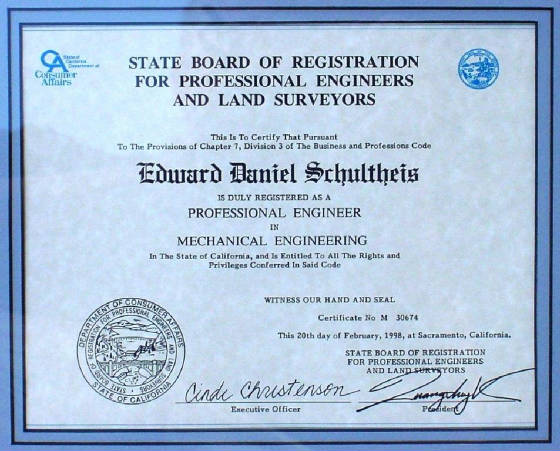 CA
State of
California
Department of
Consumer
Affairs
STATE BOARD OF REGISTRATION
FOR PROFESSIONAL ENGINEERS
AND LAND SURVEYORS
This Is To Certify That Pursuant
To The Provisions of Chapter 7, Division 3 of The Business and Professions Code
Edward Daniel Schultheis
IS DULY REGISTERED AS A
PROFESSIONAL ENGINEER
IN
MECHANICAL ENGINEERING
In The State of California, and is Entitled To All The Rights and
Privileges Conferred In Said Code
WITNESS OUR HAND AND SEAL
Certificate No M 30674
This 20th day of February, 1998, at Sacramento, California.
STATE BOARD OF REGISTRATION
FOR PROFESSIONAL ENGINEERS
AND LAND SURVEYORS
DEPARTMENT OF CONSUMER AFFAIRS
STATE OF CALIFORNIA
Cindi Christenson
Executive Officer
President